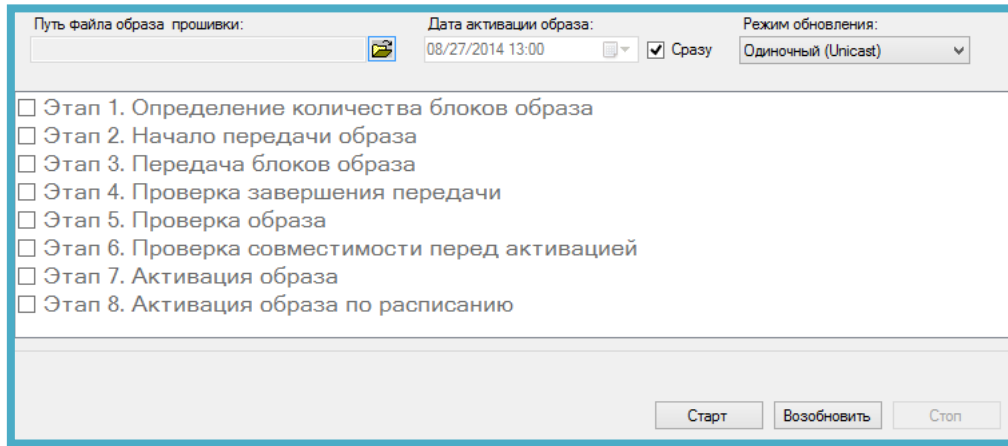 Путь файла образа прошивки:
Дата активации образа:
Режим обновления:
08/27/2014 13:00
Сразу
Одиночный (Unicast)
Этап 1. Определение количества блоков образа
Этап 2. Начало передачи образа
Этап 3. Передача блоков образа
Этап 4. Проверка завершения передачи
Этап 5. Проверка образа
Этап 6. Проверка совместимости перед активацией
Этап 7. Активация образа
Этап 8. Активация образа по расписанию
Старт
Возобновить
Стоп